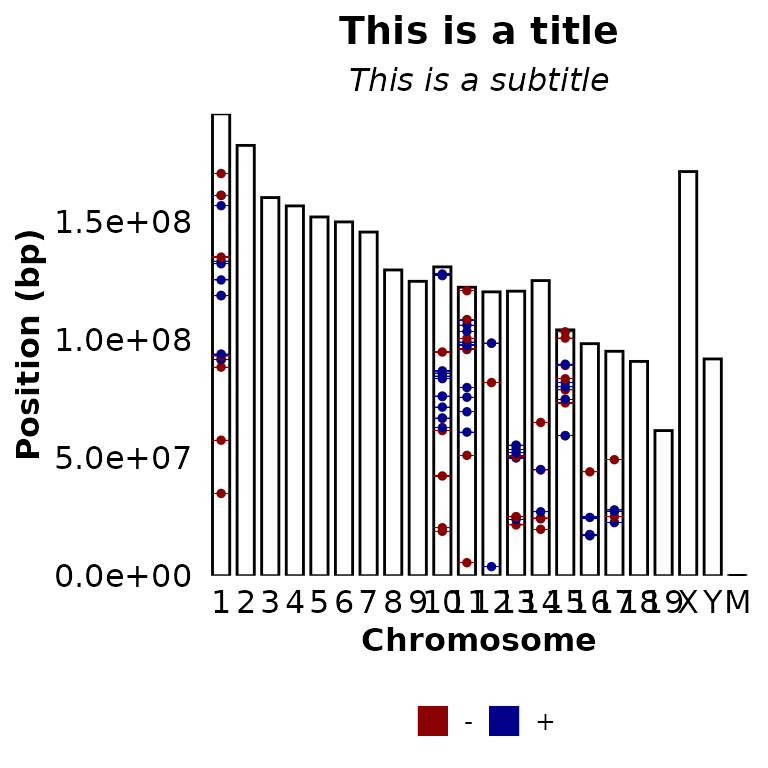 This is a title
This is a subtitle
Position (bp)
1.5e+08
1.0e+08
5.0e+07
0.0e+00
1 2 3 4 5 6 7 8 9 10 11 12 13 14 15 16 17 18 19 X Y M
Chromosome
- +